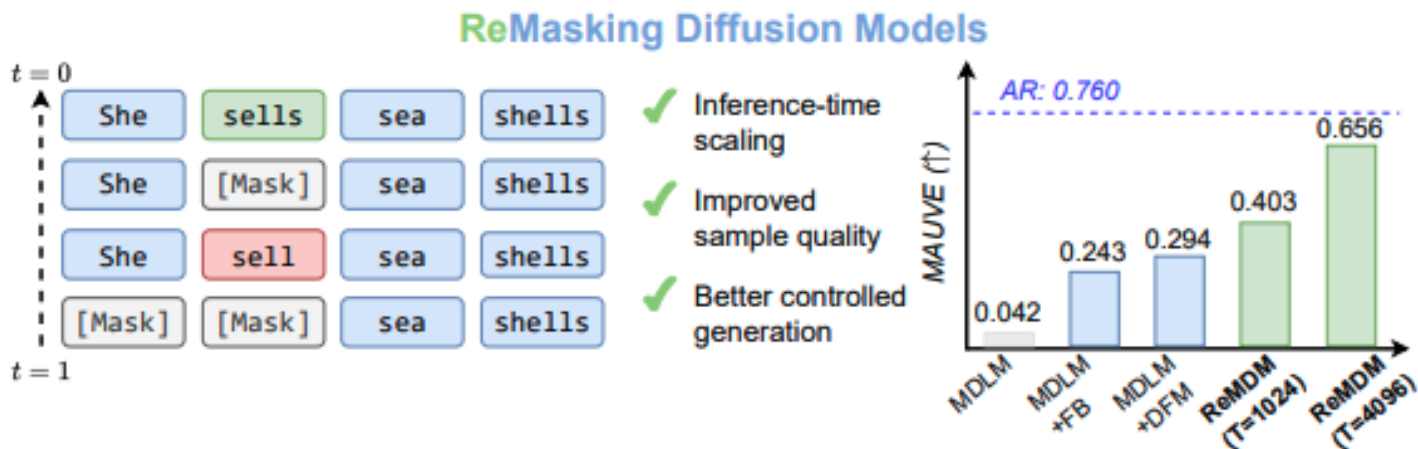 ReMasking Diffusion Models
t = 0
She sells sea shells
She [Mask] sea shells
She sell sea shells
[Mask] [Mask] sea shells
t = 1
✓ Inference-time
scaling
✓ Improved
sample quality
✓ Better controlled
generation
MAUVE (↑)
AR: 0.760
0.042
0.243
0.294
0.403
0.656
MDLM
MDLM
+FB
MDLM
+DFM
ReMDM
(T=1024)
ReMDM
(T=4096)